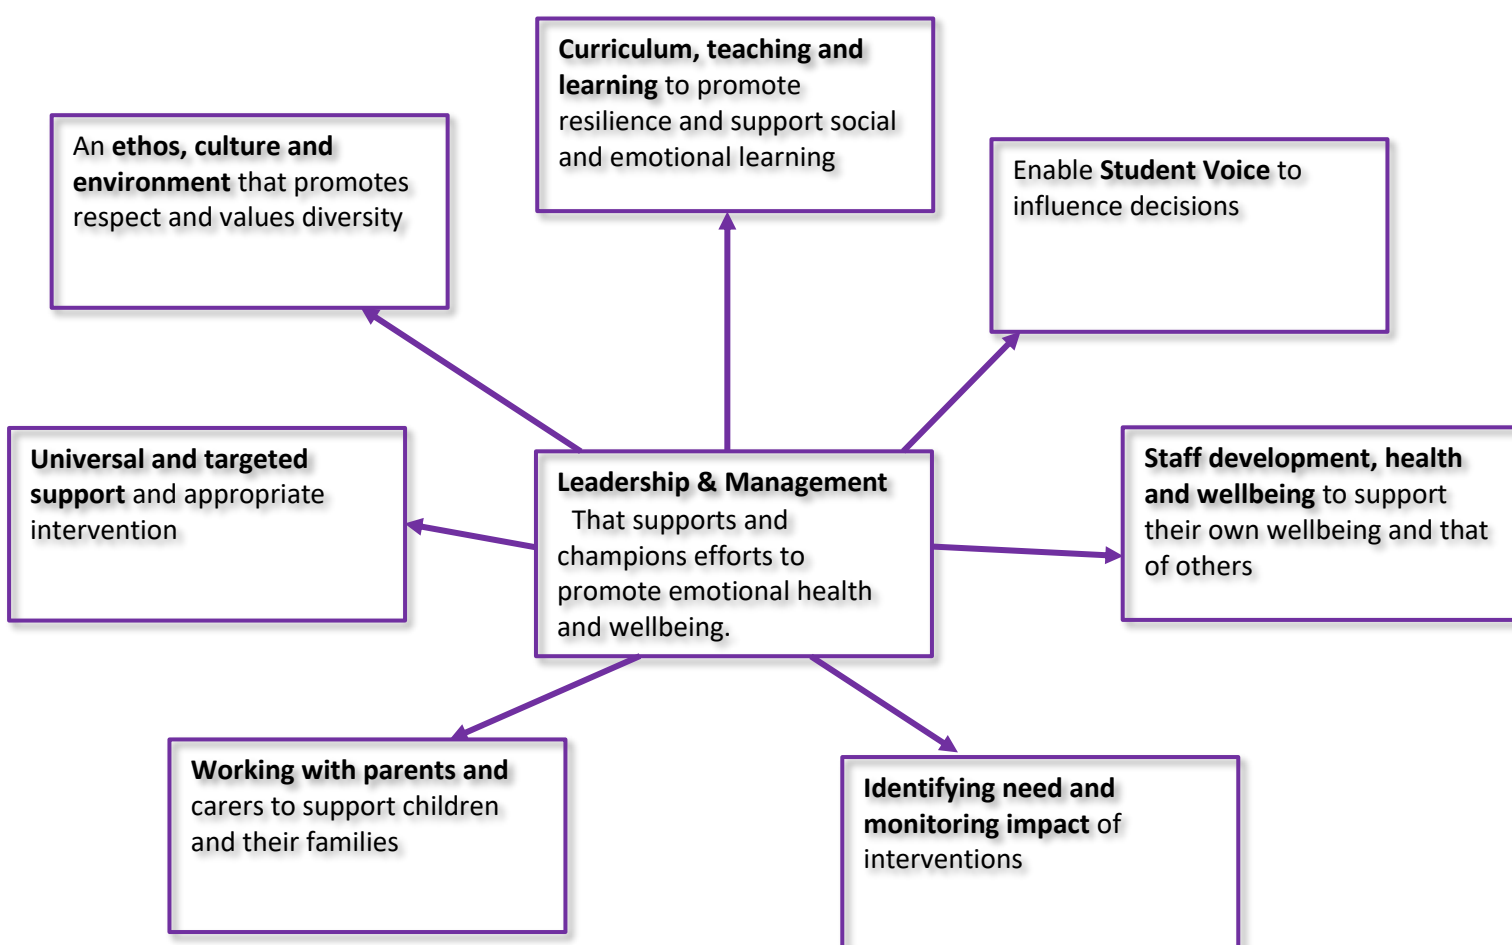 Curriculum, teaching and
learning to promote
resilience and support social
and emotional learning
An ethos, culture and
environment that promotes
respect and values diversity
Enable Student Voice to
influence decisions
Universal and targeted
support and appropriate
intervention
Leadership & Management
That supports and
champions efforts to
promote emotional health
and wellbeing.
Staff development, health
and wellbeing to support
their own wellbeing and that
of others
Working with parents and
carers to support children
and their families
Identifying need and
monitoring impact of
interventions